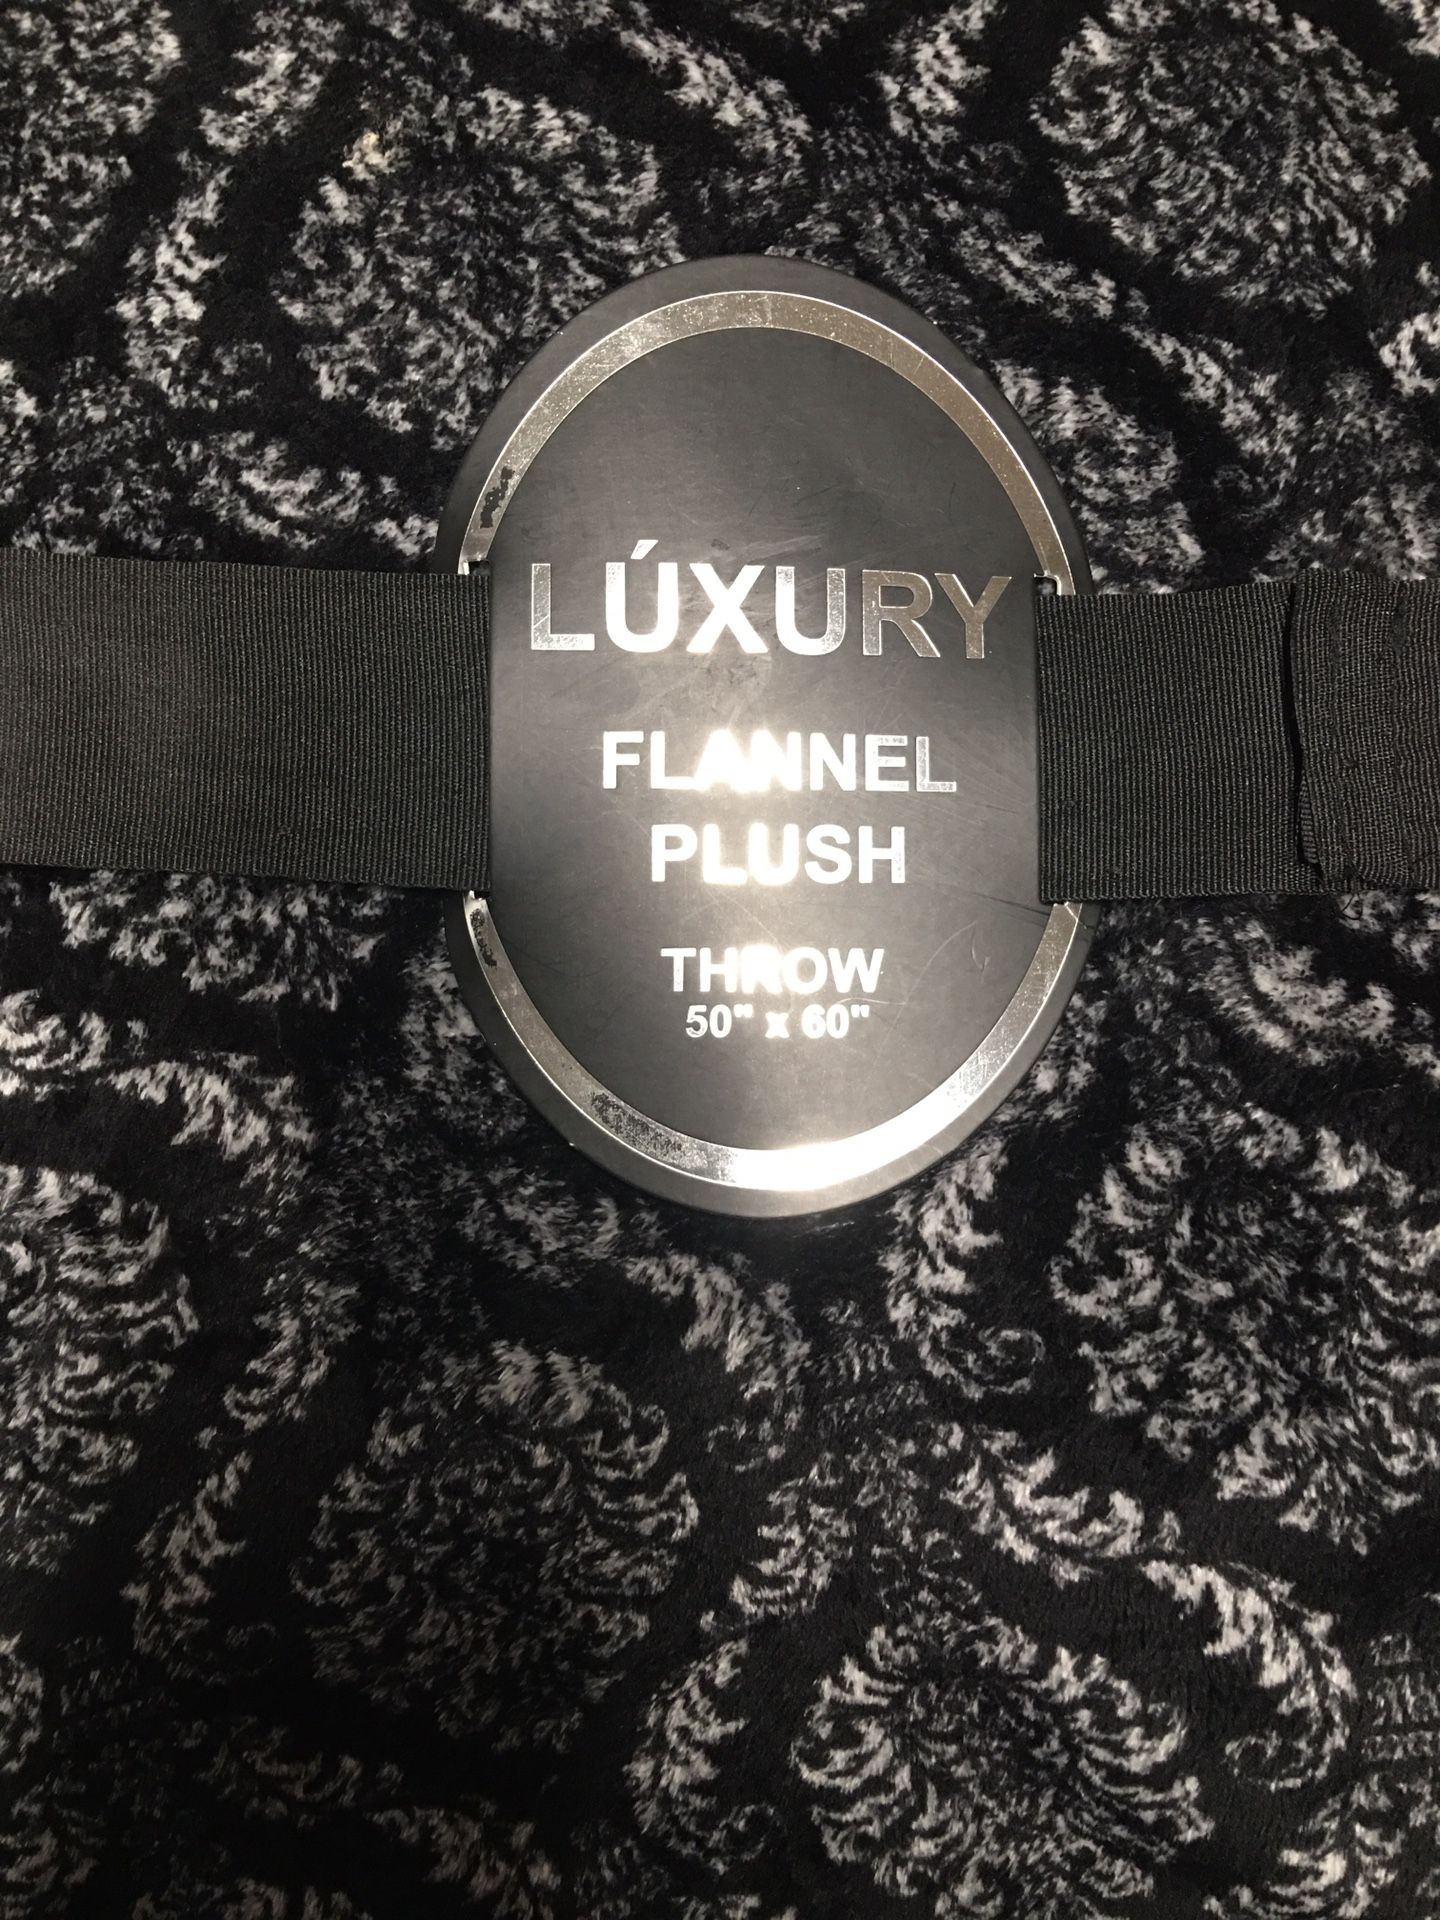 LÚXURY
FLANNEL
PLUSH
THROW
50" x 60"